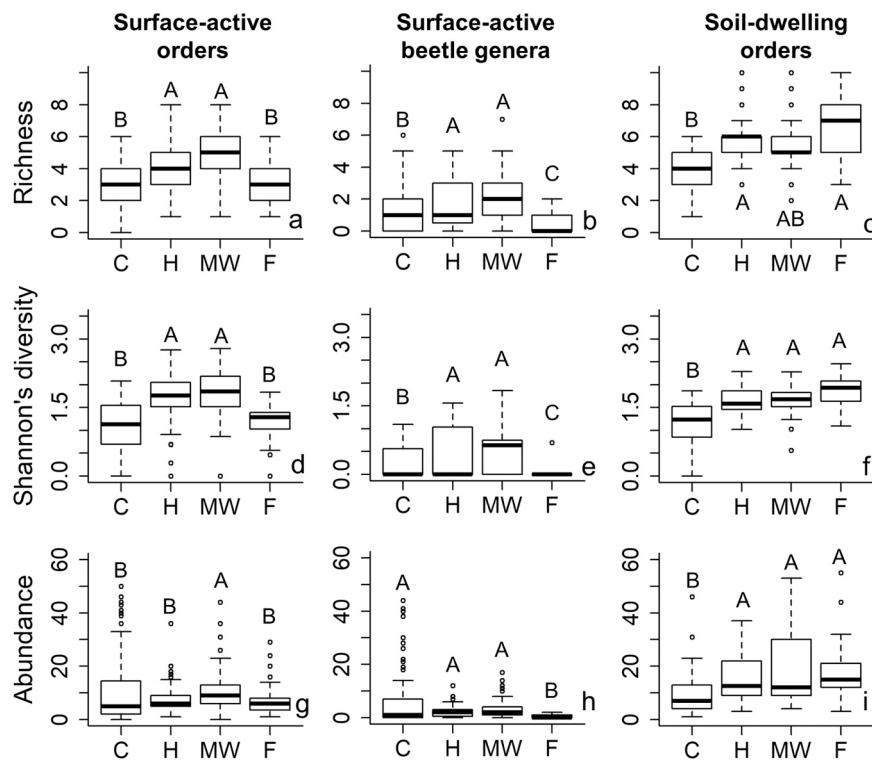 Surface-active
orders
Surface-active
beetle genera
Soil-dwelling
orders
Richness
0 2 4 6 8
B A A B
a
C H MW F
0 2 4 6 8
B A A C
b
C H MW F
0 2 4 6 8
B A AB A
c
C H MW F
Shannon's diversity
0.0 1.5 3.0
B A A B
d
C H MW F
0.0 1.5 3.0
B A A C
e
C H MW F
0.0 1.5 3.0
B A A A
f
C H MW F
Abundance
0 20 40 60
B B A B
g
C H MW F
0 20 40 60
A A A B
h
C H MW F
0 20 40 60
B A A A
i
C H MW F